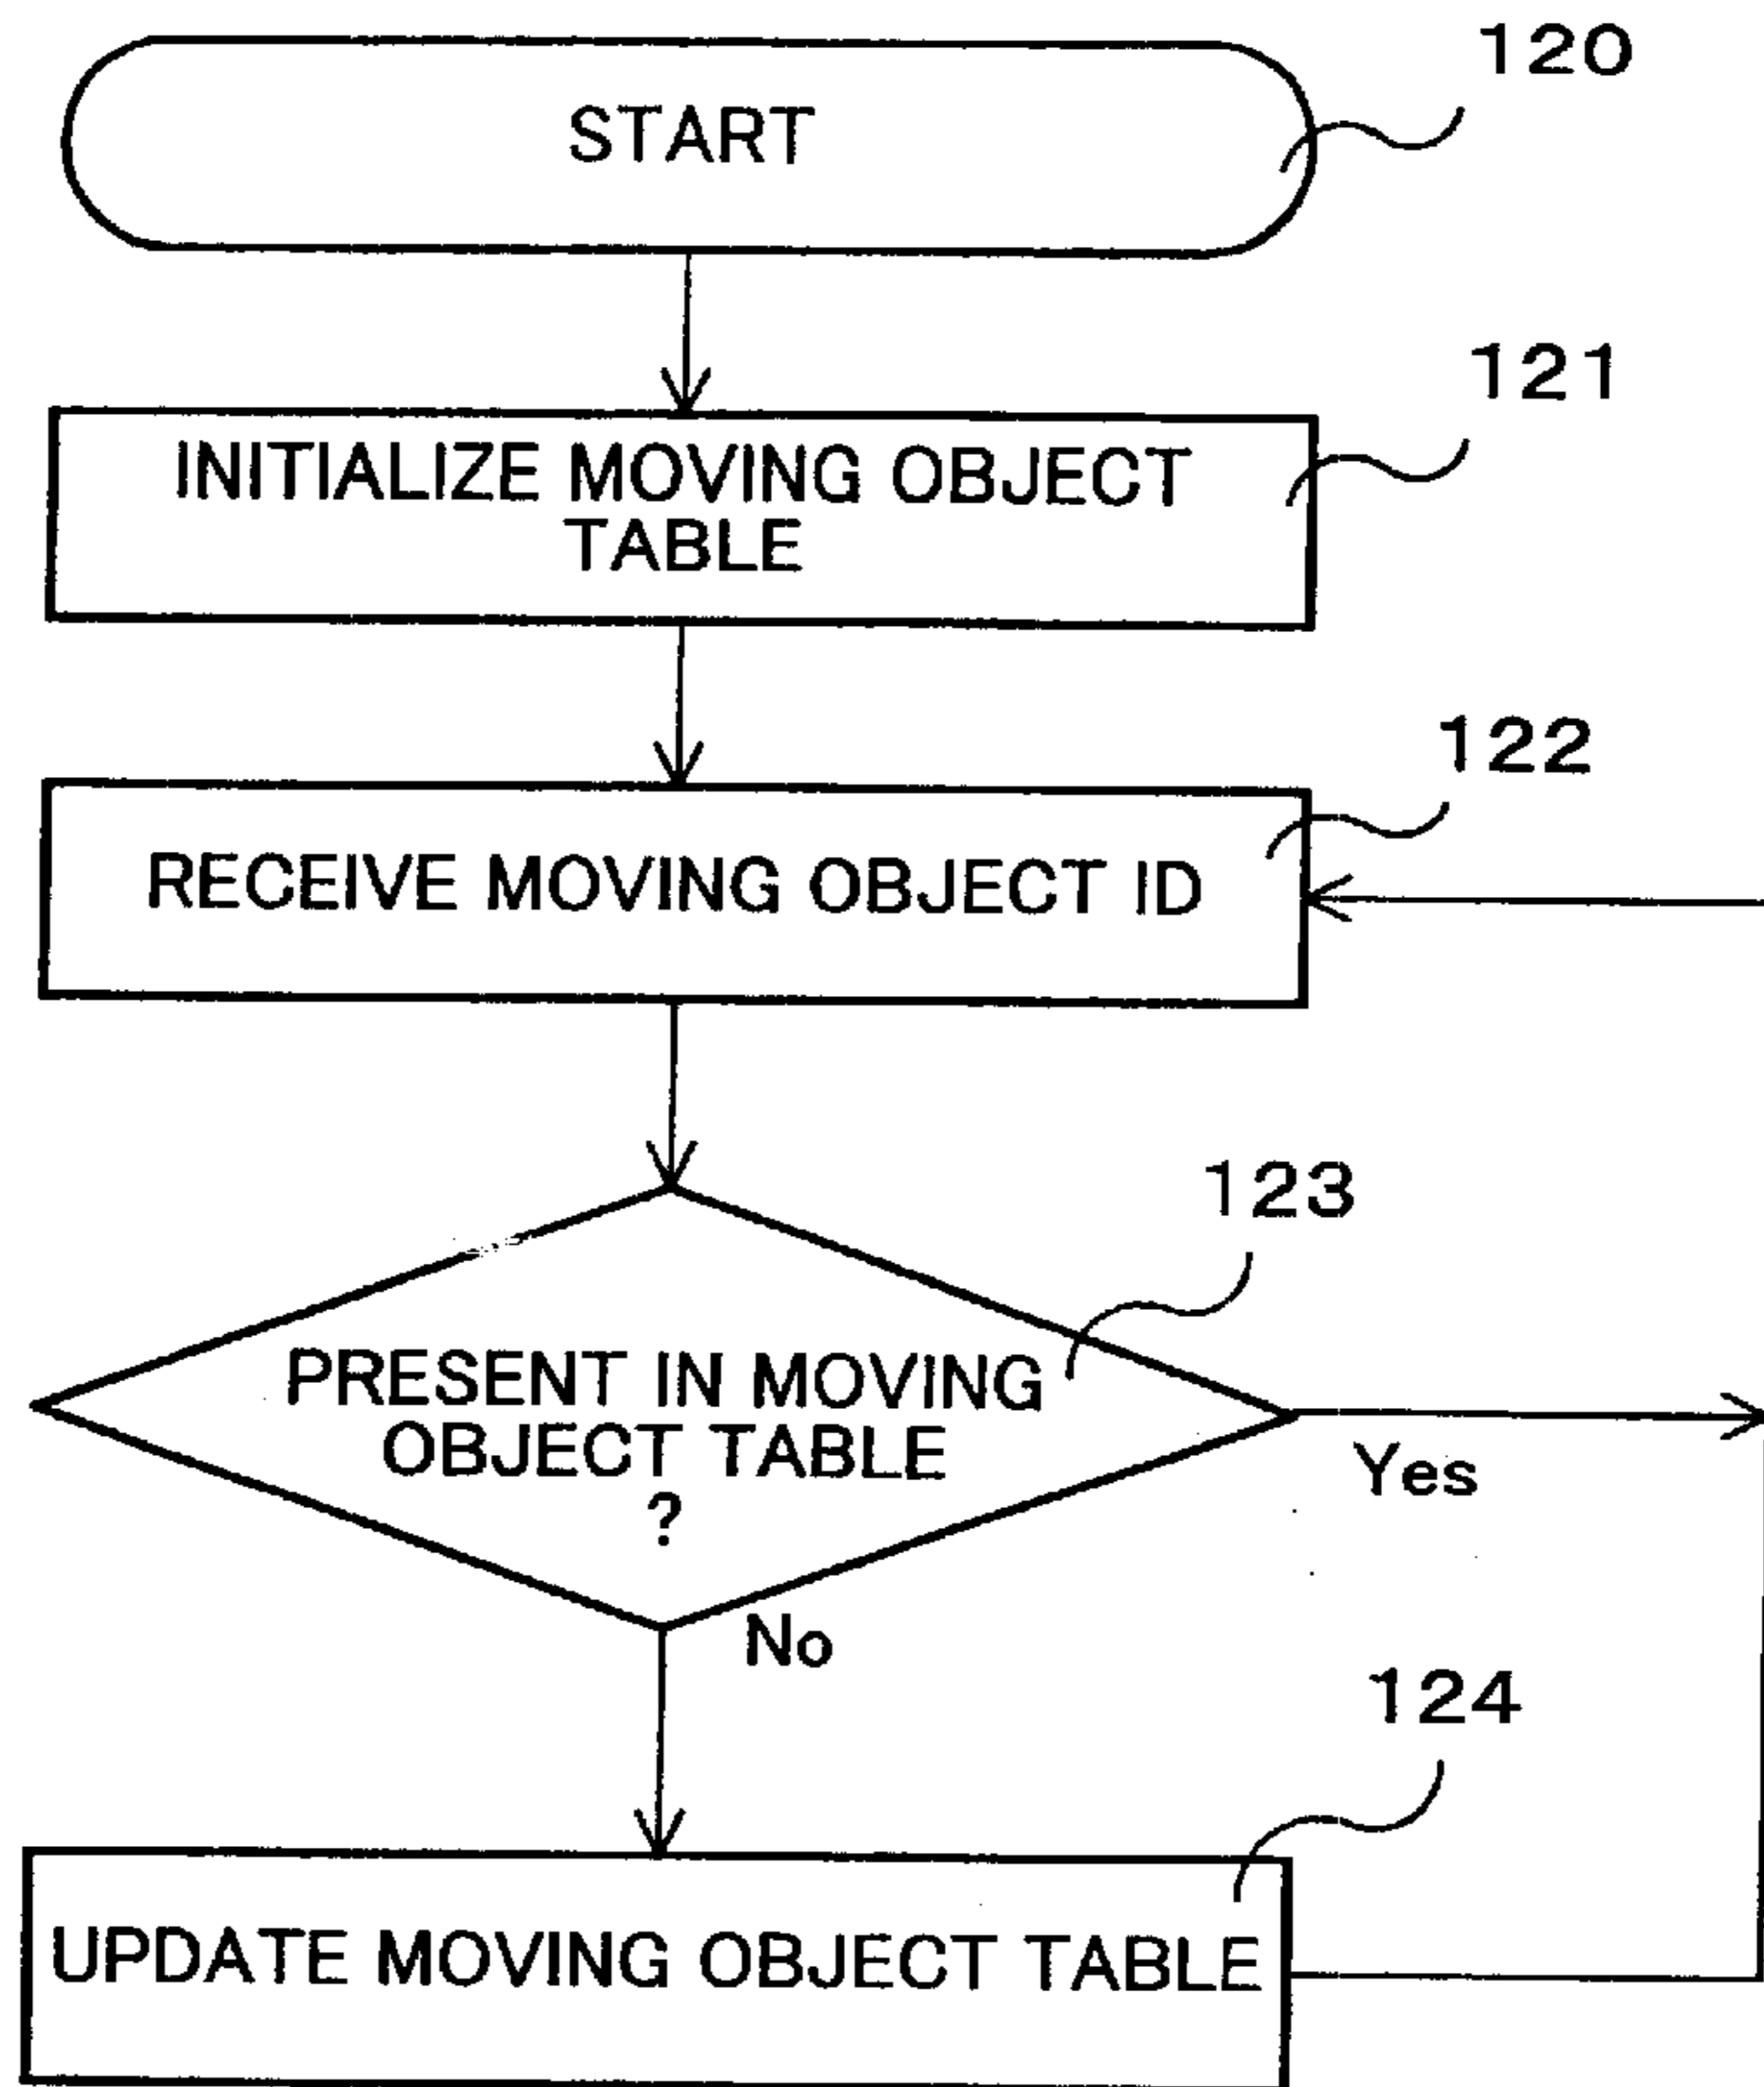 120
START
121
INITIALIZE MOVING OBJECT
TABLE
122
RECEIVE MOVING OBJECT ID
123
PRESENT IN MOVING
OBJECT TABLE
?
Yes
No
124
UPDATE MOVING OBJECT TABLE